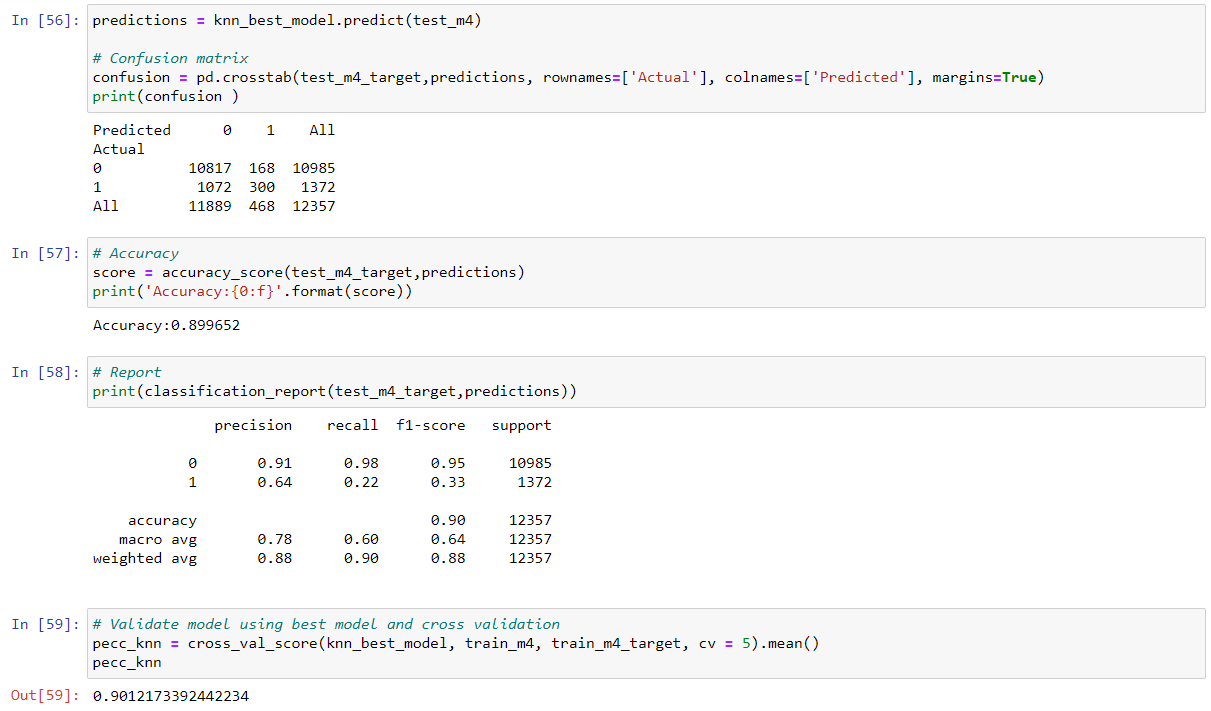 In [56]: predictions = knn_best_model.predict(test_m4)
# Confusion matrix
confusion = pd.crosstab(test_m4_target,predictions, rownames=['Actual'], colnames=['Predicted'], margins=True)
print(confusion )
Predicted 0 1 All
Actual
0 10817 168 10985
1 1072 300 1372
All 11889 468 12357
In [57]: # Accuracy
score = accuracy_score(test_m4_target,predictions)
print('Accuracy:{0:f}'.format(score))
Accuracy:0.899652
In [58]: # Report
print(classification_report(test_m4_target,predictions))
precision recall f1-score support
0 0.91 0.98 0.95 10985
1 0.64 0.22 0.33 1372
accuracy 0.90 12357
macro avg 0.78 0.60 0.64 12357
weighted avg 0.88 0.90 0.88 12357
In [59]: # Validate model using best model and cross validation
pecc_knn = cross_val_score(knn_best_model, train_m4, train_m4_target, cv = 5).mean()
pecc_knn
Out[59]: 0.9012173392442234